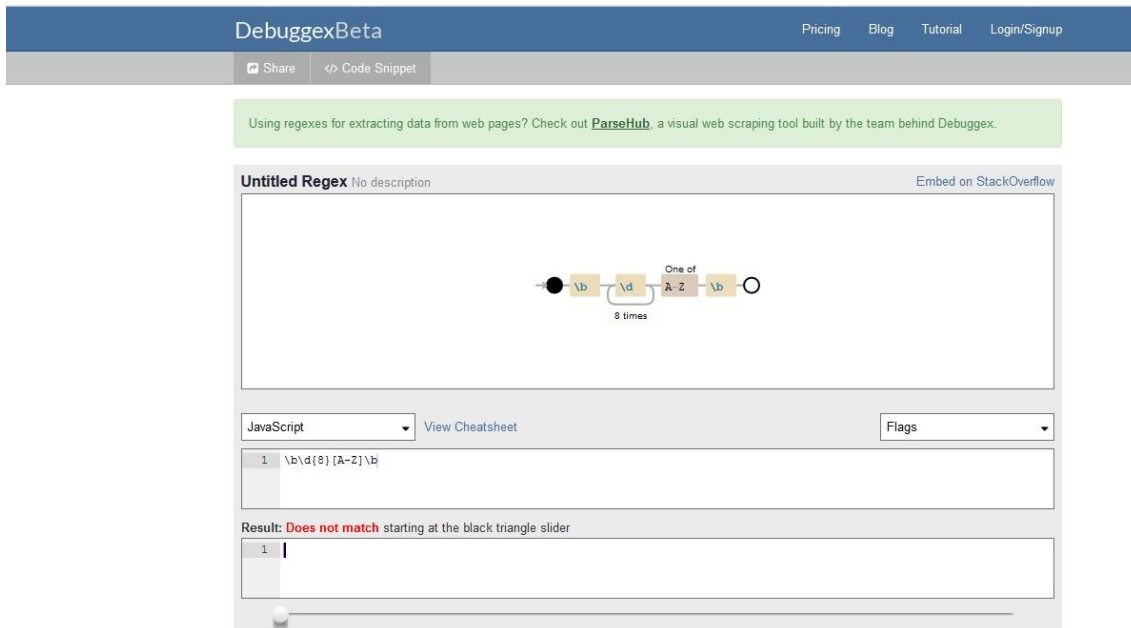 DebuggexBeta
Pricing Blog Tutorial Login/Signup
Share </> Code Snippet
Using regexes for extracting data from web pages? Check out ParseHub, a visual web scraping tool built by the team behind Debuggex.
Untitled Regex No description Embed on StackOverflow
One of
\b \d A-Z \b
8 times
JavaScript View Cheatsheet Flags
1 \b\d{8}[A-Z]\b
Result: Does not match starting at the black triangle slider
1